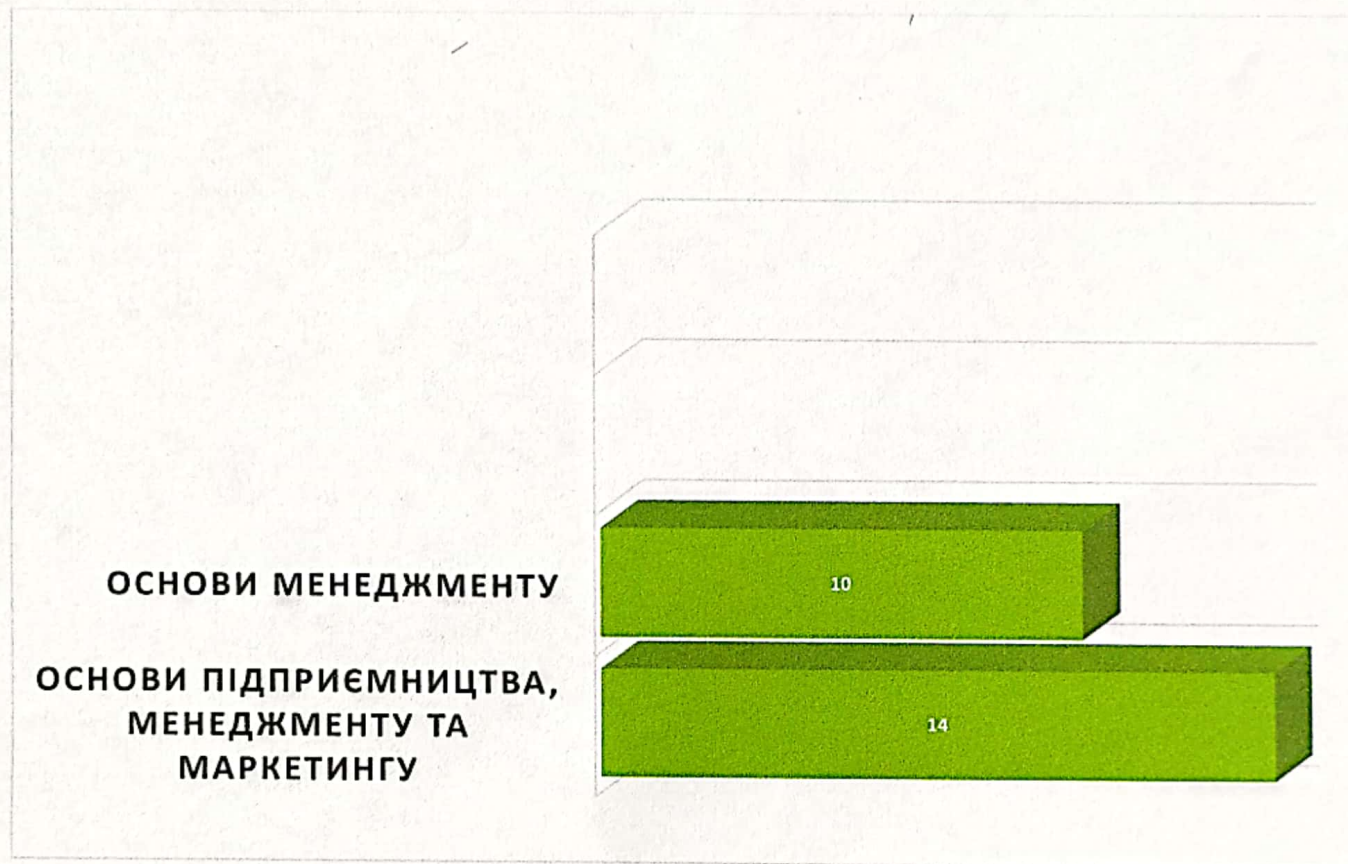 ОСНОВИ МЕНЕДЖМЕНТУ
10
ОСНОВИ ПІДПРИЄМНИЦТВА,
МЕНЕДЖМЕНТУ ТА
МАРКЕТИНГУ
14